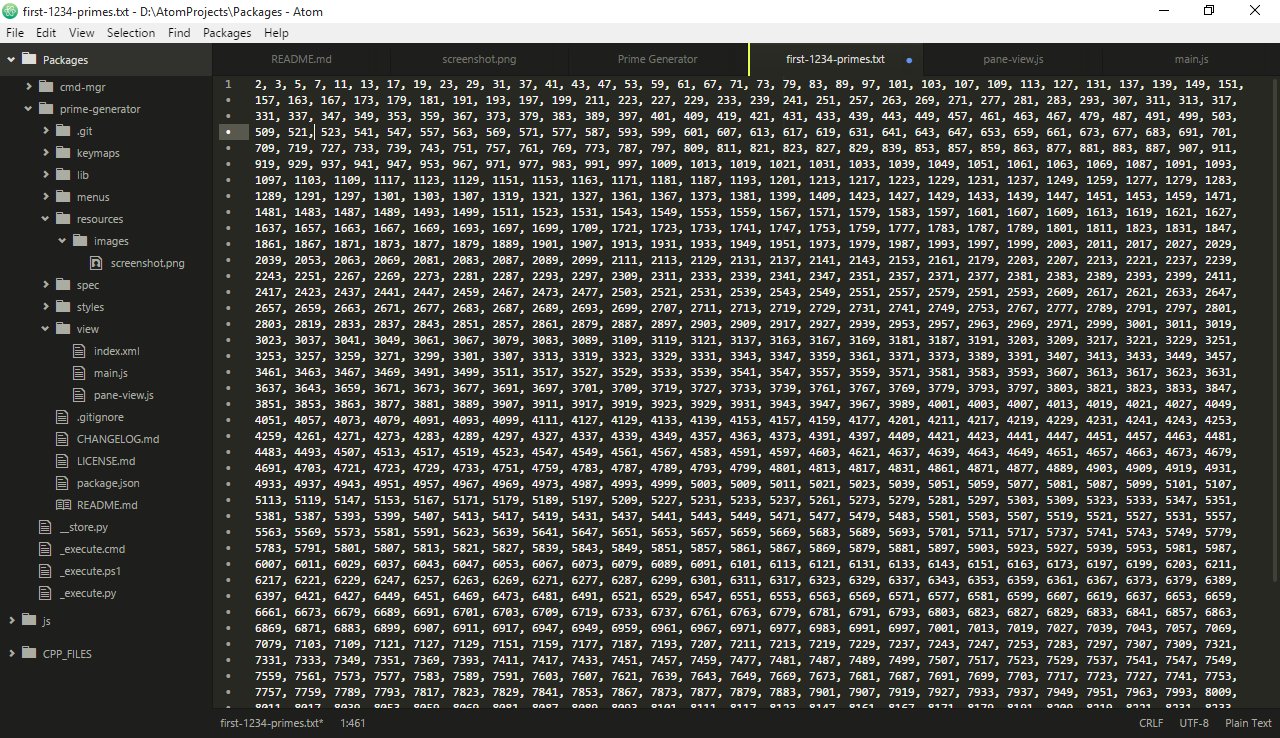 first-1234-primes.txt - D:\AtomProjects\Packages - Atom
File Edit View Selection Find Packages Help
Packages
cmd-mgr
prime-generator
.git
keymaps
lib
menus
resources
images
screenshot.png
spec
styles
view
index.xml
main.js
pane-view.js
.gitignore
CHANGELOG.md
LICENSE.md
package.json
README.md
__store.py
_execute.cmd
_execute.ps1
_execute.py
js
CPP_FILES
README.md screenshot.png Prime Generator first-1234-primes.txt pane-view.js main.js
1 2, 3, 5, 7, 11, 13, 17, 19, 23, 29, 31, 37, 41, 43, 47, 53, 59, 61, 67, 71, 73, 79, 83, 89, 97, 101, 103, 107, 109, 113, 127, 131, 137, 139, 149, 151,
157, 163, 167, 173, 179, 181, 191, 193, 197, 199, 211, 223, 227, 229, 233, 239, 241, 251, 257, 263, 269, 271, 277, 281, 283, 293, 307, 311, 313, 317,
331, 337, 347, 349, 353, 359, 367, 373, 379, 383, 389, 397, 401, 409, 419, 421, 431, 433, 439, 443, 449, 457, 461, 463, 467, 479, 487, 491, 499, 503,
509, 521, 523, 541, 547, 557, 563, 569, 571, 577, 587, 593, 599, 601, 607, 613, 617, 619, 631, 641, 643, 647, 653, 659, 661, 673, 677, 683, 691, 701,
709, 719, 727, 733, 739, 743, 751, 757, 761, 769, 773, 787, 797, 809, 811, 821, 823, 827, 829, 839, 853, 857, 859, 863, 877, 881, 883, 887, 907, 911,
919, 929, 937, 941, 947, 953, 967, 971, 977, 983, 991, 997, 1009, 1013, 1019, 1021, 1031, 1033, 1039, 1049, 1051, 1061, 1063, 1069, 1087, 1091, 1093,
1097, 1103, 1109, 1117, 1123, 1129, 1151, 1153, 1163, 1171, 1181, 1187, 1193, 1201, 1213, 1217, 1223, 1229, 1231, 1237, 1249, 1259, 1277, 1279, 1283,
1289, 1291, 1297, 1301, 1303, 1307, 1319, 1321, 1327, 1361, 1367, 1373, 1381, 1399, 1409, 1423, 1427, 1429, 1433, 1439, 1447, 1451, 1453, 1459, 1471,
1481, 1483, 1487, 1489, 1493, 1499, 1511, 1523, 1531, 1543, 1549, 1553, 1559, 1567, 1571, 1579, 1583, 1597, 1601, 1607, 1609, 1613, 1619, 1621, 1627,
1637, 1657, 1663, 1667, 1669, 1693, 1697, 1699, 1709, 1721, 1723, 1733, 1741, 1747, 1753, 1759, 1777, 1783, 1787, 1789, 1801, 1811, 1823, 1831, 1847,
1861, 1867, 1871, 1873, 1877, 1879, 1889, 1901, 1907, 1913, 1931, 1933, 1949, 1951, 1973, 1979, 1987, 1993, 1997, 1999, 2003, 2011, 2017, 2027, 2029,
2039, 2053, 2063, 2069, 2081, 2083, 2087, 2089, 2099, 2111, 2113, 2129, 2131, 2137, 2141, 2143, 2153, 2161, 2179, 2203, 2207, 2213, 2221, 2237, 2239,
2243, 2251, 2267, 2269, 2273, 2281, 2287, 2293, 2297, 2309, 2311, 2333, 2339, 2341, 2347, 2351, 2357, 2371, 2377, 2381, 2383, 2389, 2393, 2399, 2411,
2417, 2423, 2437, 2441, 2447, 2459, 2467, 2473, 2477, 2503, 2521, 2531, 2539, 2543, 2549, 2551, 2557, 2579, 2591, 2593, 2609, 2617, 2621, 2633, 2647,
2657, 2659, 2663, 2671, 2677, 2683, 2687, 2689, 2693, 2699, 2707, 2711, 2713, 2719, 2729, 2731, 2741, 2749, 2753, 2767, 2777, 2789, 2791, 2797, 2801,
2803, 2819, 2833, 2837, 2843, 2851, 2857, 2861, 2879, 2887, 2897, 2903, 2909, 2917, 2927, 2939, 2953, 2957, 2963, 2969, 2971, 2999, 3001, 3011, 3019,
3023, 3037, 3041, 3049, 3061, 3067, 3079, 3083, 3089, 3109, 3119, 3121, 3137, 3163, 3167, 3169, 3181, 3187, 3191, 3203, 3209, 3217, 3221, 3229, 3251,
3253, 3257, 3259, 3271, 3299, 3301, 3307, 3313, 3319, 3323, 3329, 3331, 3343, 3347, 3359, 3361, 3371, 3373, 3389, 3391, 3407, 3413, 3433, 3449, 3457,
3461, 3463, 3467, 3469, 3491, 3499, 3511, 3517, 3527, 3529, 3533, 3539, 3541, 3547, 3557, 3559, 3571, 3581, 3583, 3593, 3607, 3613, 3617, 3623, 3631,
3637, 3643, 3659, 3671, 3673, 3677, 3691, 3697, 3701, 3709, 3719, 3727, 3733, 3739, 3761, 3767, 3769, 3779, 3793, 3797, 3803, 3821, 3823, 3833, 3847,
3851, 3853, 3863, 3877, 3881, 3889, 3907, 3911, 3917, 3919, 3923, 3929, 3931, 3943, 3947, 3967, 3989, 4001, 4003, 4007, 4013, 4019, 4021, 4027, 4049,
4051, 4057, 4073, 4079, 4091, 4093, 4099, 4111, 4127, 4129, 4133, 4139, 4153, 4157, 4159, 4177, 4201, 4211, 4217, 4219, 4229, 4231, 4241, 4243, 4253,
4259, 4261, 4271, 4273, 4283, 4289, 4297, 4327, 4337, 4339, 4349, 4357, 4363, 4373, 4391, 4397, 4409, 4421, 4423, 4441, 4447, 4451, 4457, 4463, 4481,
4483, 4493, 4507, 4513, 4517, 4519, 4523, 4547, 4549, 4561, 4567, 4583, 4591, 4597, 4603, 4621, 4637, 4639, 4643, 4649, 4651, 4657, 4663, 4673, 4679,
4691, 4703, 4721, 4723, 4729, 4733, 4751, 4759, 4783, 4787, 4789, 4793, 4799, 4801, 4813, 4817, 4831, 4861, 4871, 4877, 4889, 4903, 4909, 4919, 4931,
4933, 4937, 4943, 4951, 4957, 4967, 4969, 4973, 4987, 4993, 4999, 5003, 5009, 5011, 5021, 5023, 5039, 5051, 5059, 5077, 5081, 5087, 5099, 5101, 5107,
5113, 5119, 5147, 5153, 5167, 5171, 5179, 5189, 5197, 5209, 5227, 5231, 5233, 5237, 5261, 5273, 5279, 5281, 5297, 5303, 5309, 5323, 5333, 5347, 5351,
5381, 5387, 5393, 5399, 5407, 5413, 5417, 5419, 5431, 5437, 5441, 5443, 5449, 5471, 5477, 5479, 5483, 5501, 5503, 5507, 5519, 5521, 5527, 5531, 5557,
5563, 5569, 5573, 5581, 5591, 5623, 5639, 5641, 5647, 5651, 5653, 5657, 5659, 5669, 5683, 5689, 5693, 5701, 5711, 5717, 5737, 5741, 5743, 5749, 5779,
5783, 5791, 5801, 5807, 5813, 5821, 5827, 5839, 5843, 5849, 5851, 5857, 5861, 5867, 5869, 5879, 5881, 5897, 5903, 5923, 5927, 5939, 5953, 5981, 5987,
6007, 6011, 6029, 6037, 6043, 6047, 6053, 6067, 6073, 6079, 6089, 6091, 6101, 6113, 6121, 6131, 6133, 6143, 6151, 6163, 6173, 6197, 6199, 6203, 6211,
6217, 6221, 6229, 6247, 6257, 6263, 6269, 6271, 6277, 6287, 6299, 6301, 6311, 6317, 6323, 6329, 6337, 6343, 6353, 6359, 6361, 6367, 6373, 6379, 6389,
6397, 6421, 6427, 6449, 6451, 6469, 6473, 6481, 6491, 6521, 6529, 6547, 6551, 6553, 6563, 6569, 6571, 6577, 6581, 6599, 6607, 6619, 6637, 6653, 6659,
6661, 6673, 6679, 6689, 6691, 6701, 6703, 6709, 6719, 6733, 6737, 6761, 6763, 6779, 6781, 6791, 6793, 6803, 6823, 6827, 6829, 6833, 6841, 6857, 6863,
6869, 6871, 6883, 6899, 6907, 6911, 6917, 6947, 6949, 6959, 6961, 6967, 6971, 6977, 6983, 6991, 6997, 7001, 7013, 7019, 7027, 7039, 7043, 7057, 7069,
7079, 7103, 7109, 7121, 7127, 7129, 7151, 7159, 7177, 7187, 7193, 7207, 7211, 7213, 7219, 7229, 7237, 7243, 7247, 7253, 7283, 7297, 7307, 7309, 7321,
7331, 7333, 7349, 7351, 7369, 7393, 7411, 7417, 7433, 7451, 7457, 7459, 7477, 7481, 7487, 7489, 7499, 7507, 7517, 7523, 7529, 7537, 7541, 7547, 7549,
7559, 7561, 7573, 7577, 7583, 7589, 7591, 7603, 7607, 7621, 7639, 7643, 7649, 7669, 7673, 7681, 7687, 7691, 7699, 7703, 7717, 7723, 7727, 7741, 7753,
7757, 7759, 7789, 7793, 7817, 7823, 7829, 7841, 7853, 7867, 7873, 7877, 7879, 7883, 7901, 7907, 7919, 7927, 7933, 7937, 7949, 7951, 7963, 7993, 8009,
8011, 8017, 8039, 8053, 8059, 8069, 8081, 8087, 8089, 8093, 8101, 8111, 8117, 8123, 8147, 8161, 8167, 8171, 8179, 8191, 8209, 8219, 8221, 8231, 8233,
first-1234-primes.txt* 1:461 CRLF UTF-8 Plain Text